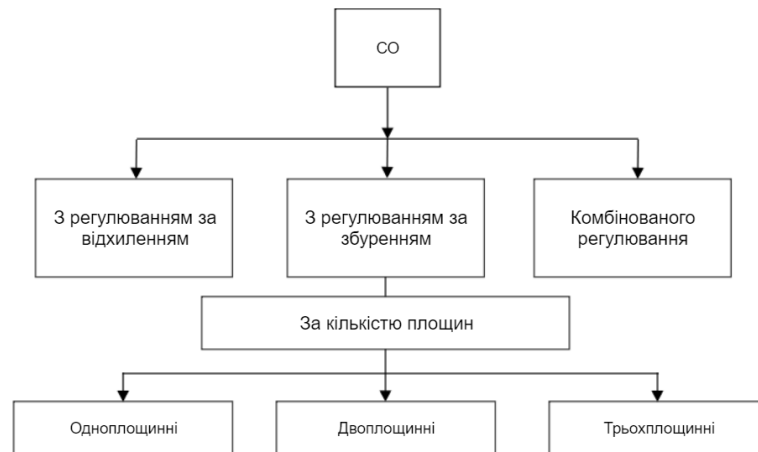 СО
З регулюванням за
відхиленням
З регулюванням за
збуренням
Комбінованого
регулювання
За кількістю площин
Одноплощинні
Двоплощинні
Трьохплощинні